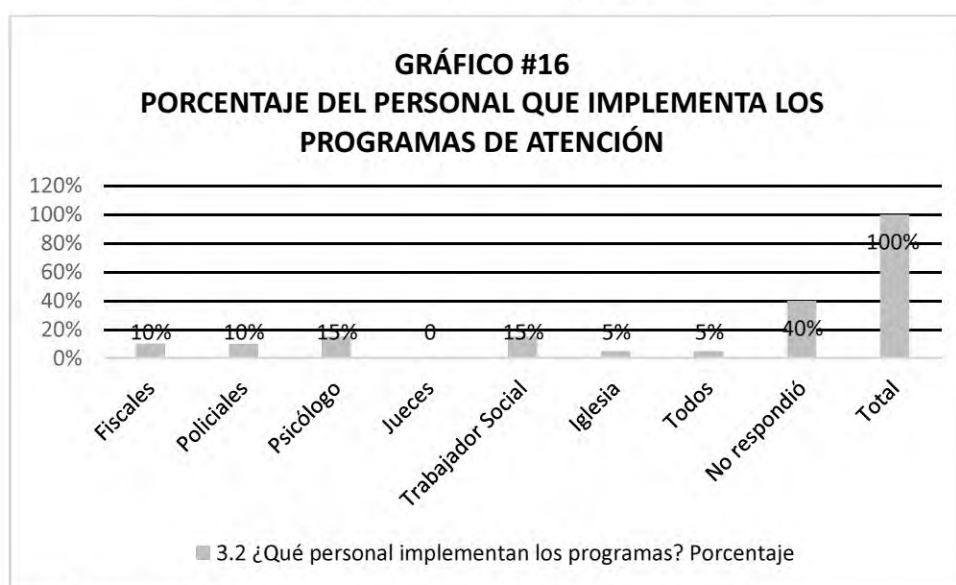 GRÁFICO #16
PORCENTAJE DEL PERSONAL QUE IMPLEMENTA LOS
PROGRAMAS DE ATENCIÓN
120%
100%
80%
60%
40%
20%
0%
10%
10%
15%
0
15%
5%
5%
40%
100%
Fiscales
Policiales
Psicólogo
Jueces
Trabajador Social
Iglesia
Todos
No respondió
Total
3.2 ¿Qué personal implementan los programas? Porcentaje